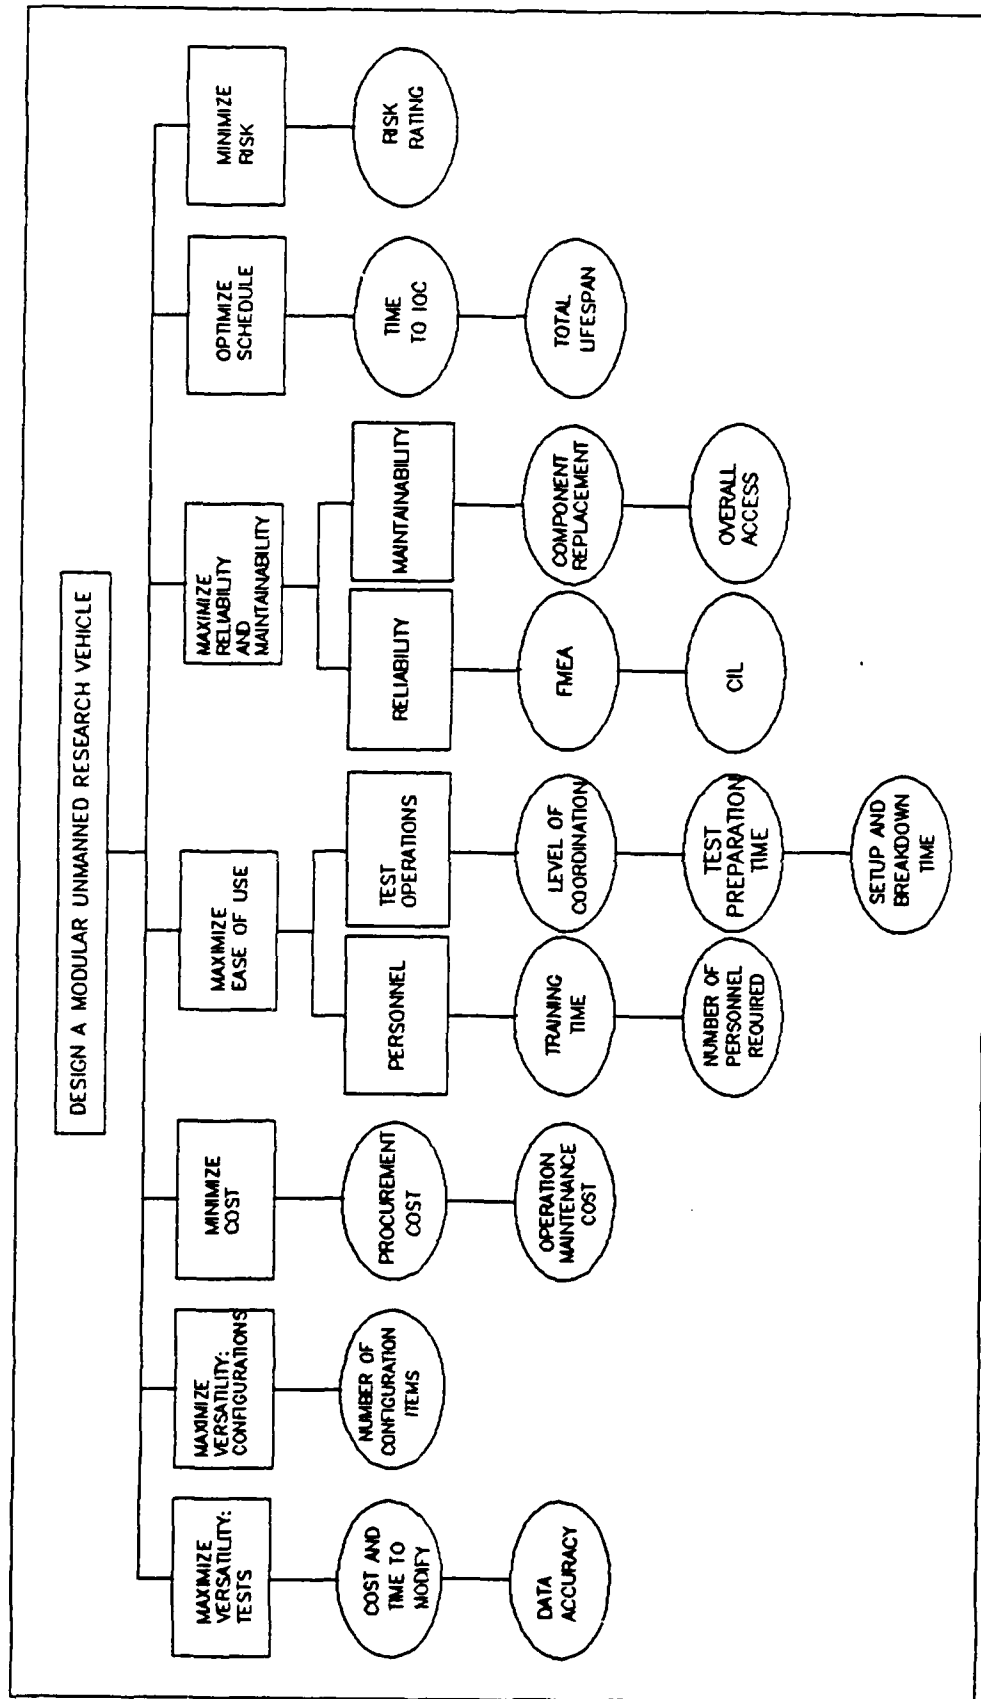 DESIGN A MODULAR UNMANNED RESEARCH VEHICLE
MAXIMIZE
VERSATILITY:
TESTS
MAXIMIZE
VERSATILITY:
CONFIGURATIONS
MINIMIZE
COST
MAXIMIZE
EASE OF USE
MAXIMIZE
RELIABILITY
AND
MAINTAINABILITY
OPTIMIZE
SCHEDULE
MINIMIZE
RISK
PERSONNEL
TEST
OPERATIONS
RELIABILITY
MAINTAINABILITY
COST AND
TIME TO
MODIFY
NUMBER OF
CONFIGURATION
ITEMS
PROCUREMENT
COST
TIME
TO IOC
RISK
RATING
DATA
ACCURACY
OPERATION
MAINTENANCE
COST
TRAINING
TIME
LEVEL OF
COORDINATION
FMEA
COMPONENT
REPLACEMENT
TOTAL
LIFESPAN
NUMBER OF
PERSONNEL
REQUIRED
TEST
PREPARATION
TIME
CIL
OVERALL
ACCESS
SETUP AND
BREAKDOWN
TIME